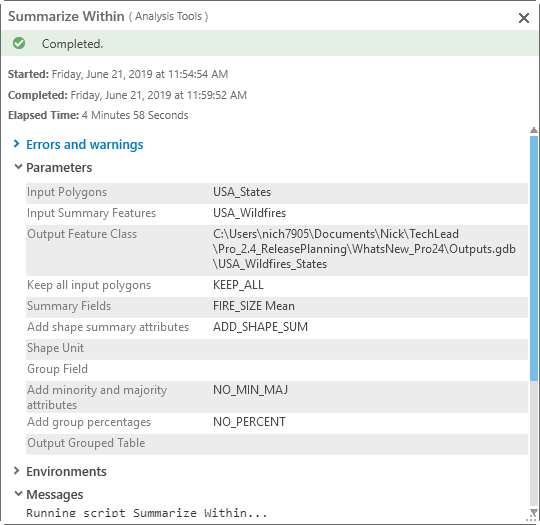 Summarize Within ( Analysis Tools )
Completed.
Started: Friday, June 21, 2019 at 11:54:54 AM
Completed: Friday, June 21, 2019 at 11:59:52 AM
Elapsed Time: 4 Minutes 58 Seconds
Errors and warnings
Parameters
Input Polygons USA_States
Input Summary Features USA_Wildfires
Output Feature Class C:\Users\nich7905\Documents\Nick\TechLead
\Pro_2.4_ReleasePlanning\WhatsNew_Pro24\Outputs.gdb
\USA_Wildfires_States
Keep all input polygons KEEP_ALL
Summary Fields FIRE_SIZE Mean
Add shape summary attributes ADD_SHAPE_SUM
Shape Unit
Group Field
Add minority and majority NO_MIN_MAJ
attributes
Add group percentages NO_PERCENT
Output Grouped Table
Environments
Messages
Running script Summarize Within...